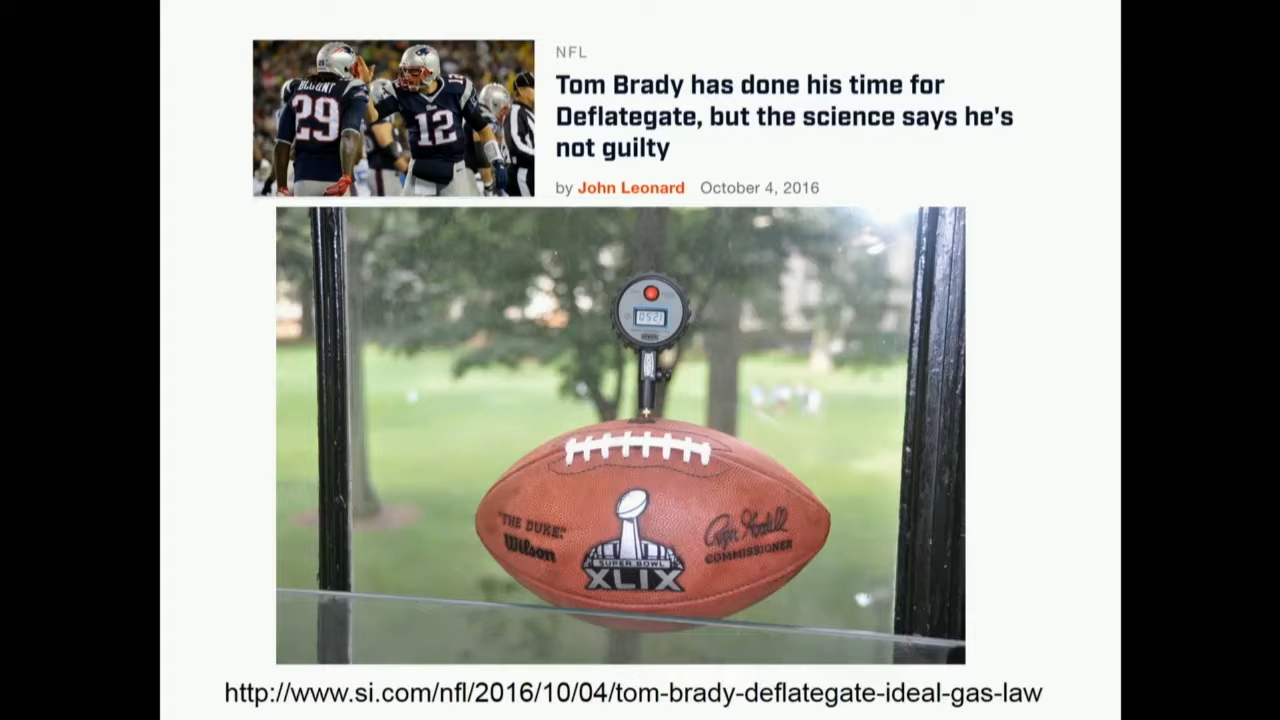 NFL
Tom Brady has done his time for
Deflategate, but the science says he's
not guilty
by John Leonard October 4, 2016
BLOUNT
29
12
"THE DUKE"
Wilson
SUPER BOWL
XLIX
COMMISSIONER
http://www.si.com/nfl/2016/10/04/tom-brady-deflategate-ideal-gas-law